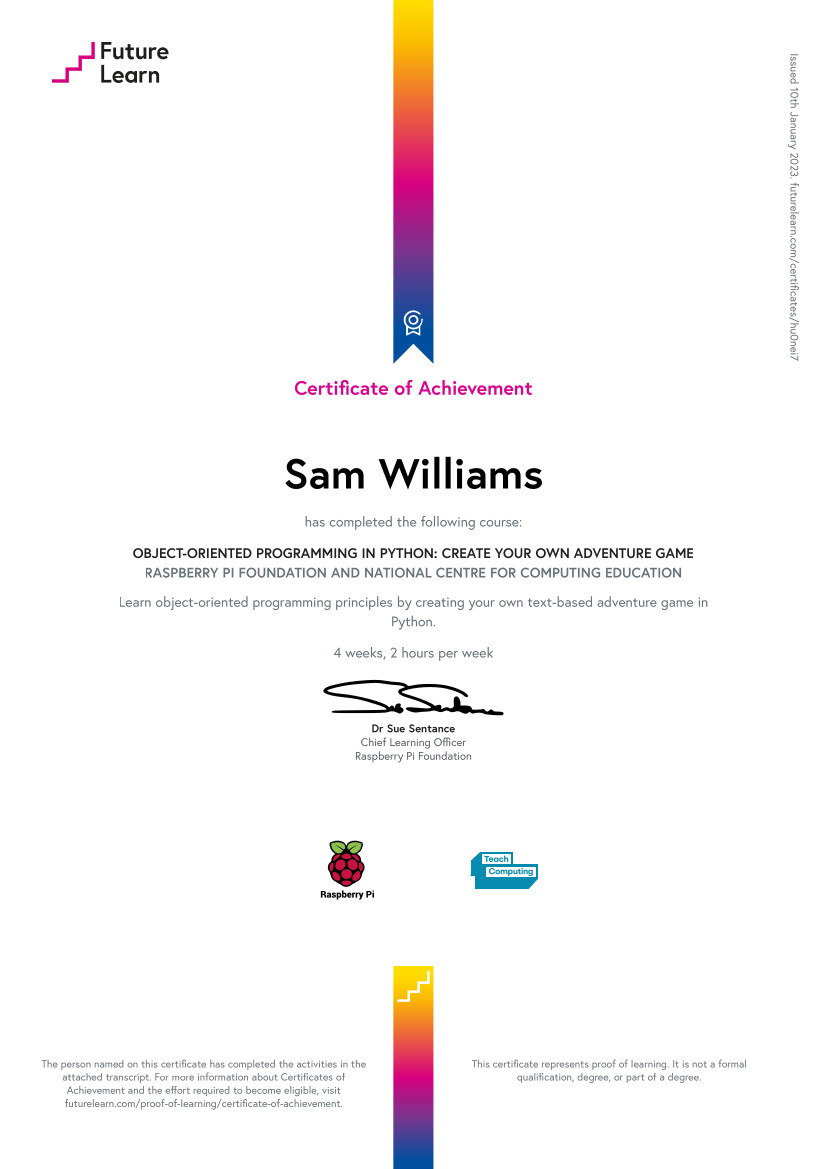 Future
Learn
Issued 10th January 2023. futurelearn.com/certificates/hu0nei7
Certificate of Achievement
Sam Williams
has completed the following course:
OBJECT-ORIENTED PROGRAMMING IN PYTHON: CREATE YOUR OWN ADVENTURE GAME
RASPBERRY PI FOUNDATION AND NATIONAL CENTRE FOR COMPUTING EDUCATION
Learn object-oriented programming principles by creating your own text-based adventure game in
Python.
4 weeks, 2 hours per week
Sue Sentance
Dr Sue Sentance
Chief Learning Officer
Raspberry Pi Foundation
Raspberry Pi
Teach
Computing
The person named on this certificate has completed the activities in the
attached transcript. For more information about Certificates of
Achievement and the effort required to become eligible, visit
futurelearn.com/proof-of-learning/certificate-of-achievement.
This certificate represents proof of learning. It is not a formal
qualification, degree, or part of a degree.